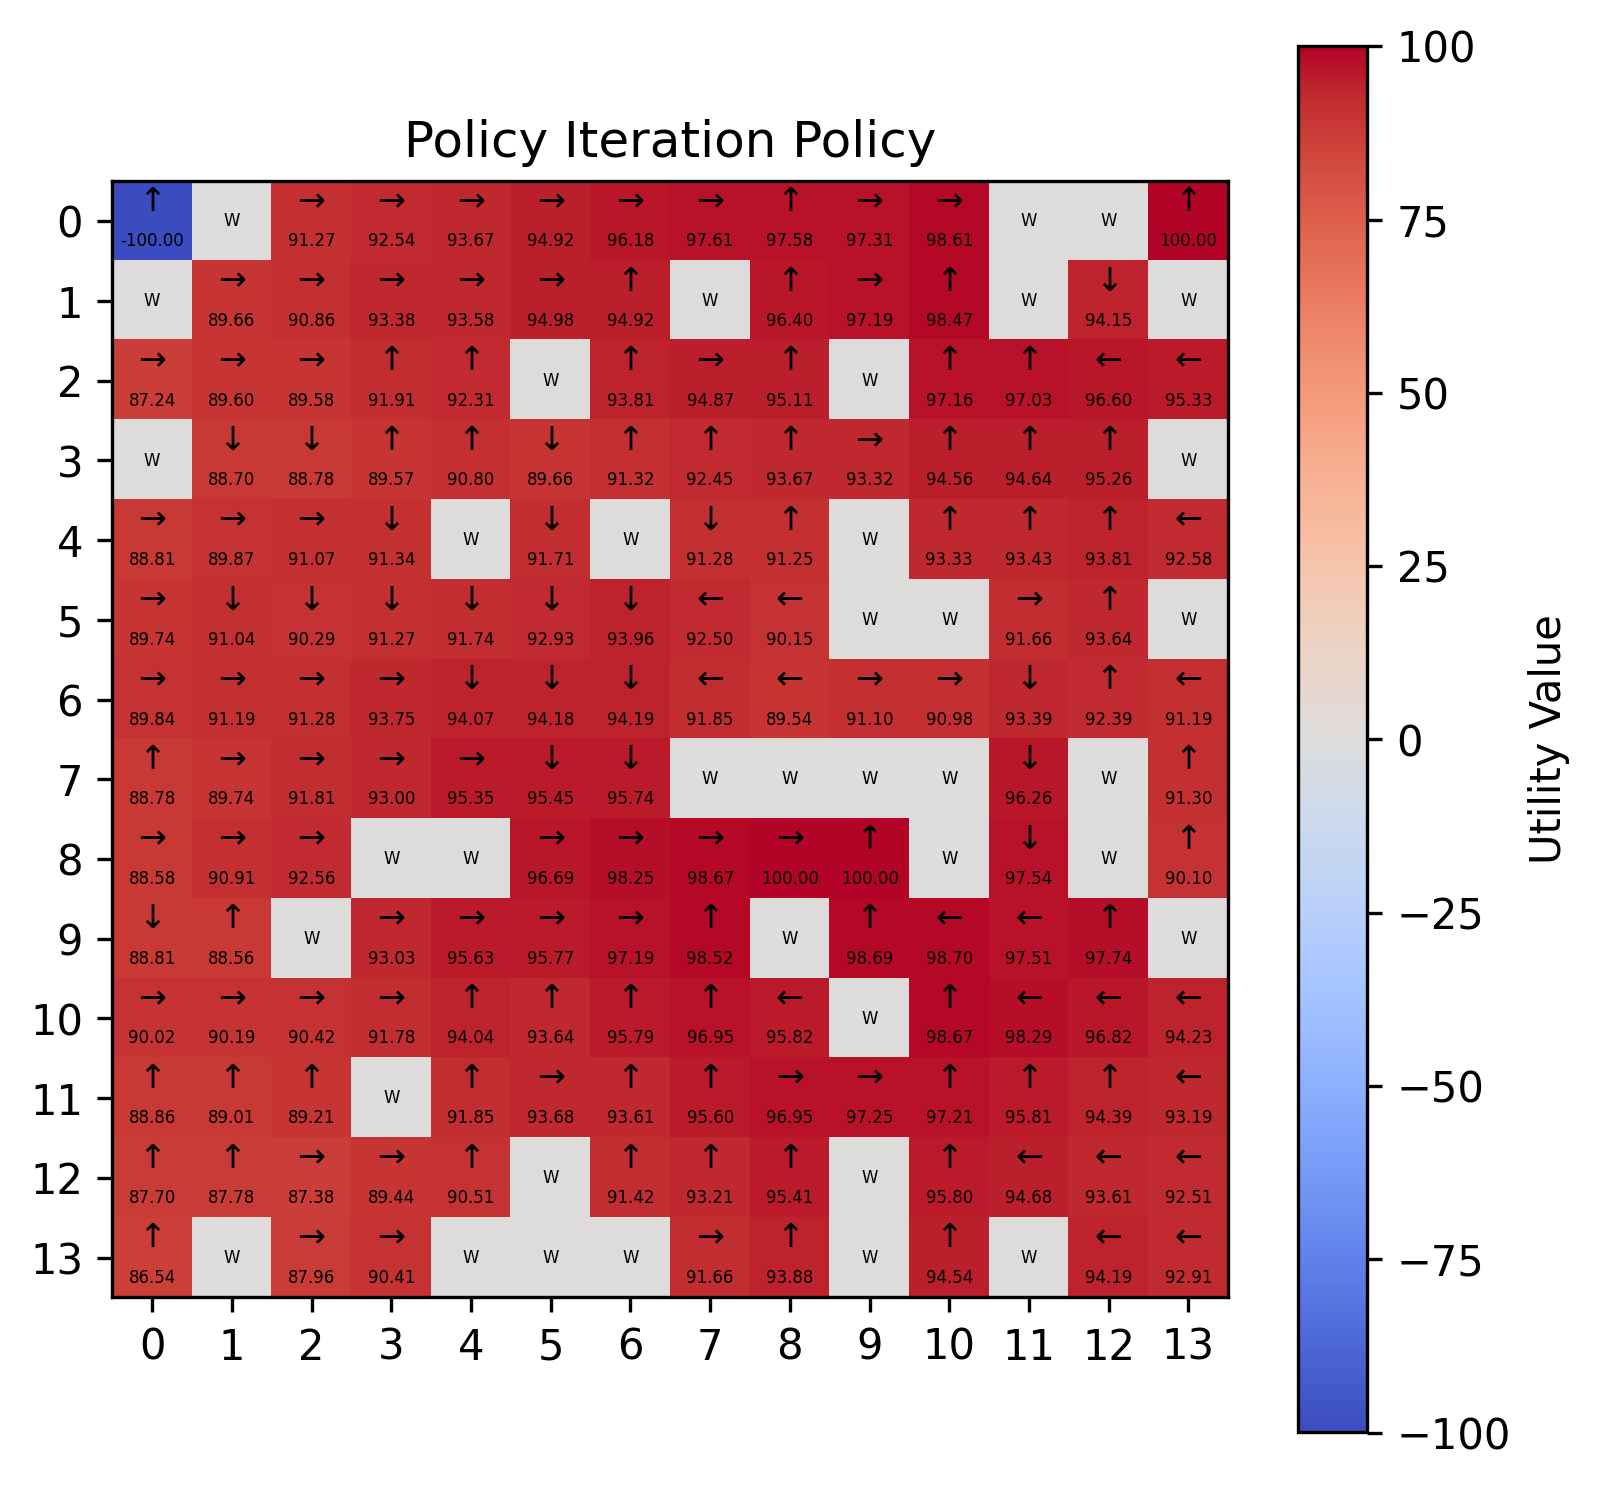 Policy Iteration Policy
↑ W → → → → → → ↑ → → W W ↑
-100.00 91.27 92.54 93.67 94.92 96.18 97.61 97.58 97.31 98.61 100.00
0
W → → → → → ↑ W ↑ → ↑ W ↓ W
89.66 90.86 93.38 93.58 94.98 94.92 96.40 97.19 98.47 94.15
1
→ → → ↑ ↑ W ↑ → ↑ W ↑ ↑ ← ←
87.24 89.60 89.58 91.91 92.31 93.81 94.87 95.11 97.16 97.03 96.60 95.33
2
W ↓ ↓ ↑ ↑ ↓ ↑ ↑ ↑ → ↑ ↑ ↑ W
88.70 88.78 89.57 90.80 89.66 91.32 92.45 93.67 93.32 94.56 94.64 95.26
3
→ → → ↓ W ↓ W ↓ ↑ W ↑ ↑ ↑ ←
88.81 89.87 91.07 91.34 91.71 91.28 91.25 93.33 93.43 93.81 92.58
4
→ ↓ ↓ ↓ ↓ ↓ ↓ ← ← W W → ↑ W
89.74 91.04 90.29 91.27 91.74 92.93 93.96 92.50 90.15 91.66 93.64
5
→ → → → ↓ ↓ ↓ ← ← → → ↓ ↑ ←
89.84 91.19 91.28 93.75 94.07 94.18 94.19 91.85 89.54 91.10 90.98 93.39 92.39 91.19
6
↑ → → → → ↓ ↓ W W W W ↓ W ↑
88.78 89.74 91.81 93.00 95.35 95.45 95.74 96.26 91.30
7
→ → → W W → → → → ↑ W ↓ W ↑
88.58 90.91 92.56 96.69 98.25 98.67 100.00 100.00 97.54 90.10
8
↓ ↑ W → → → → ↑ W ↑ ← ← ↑ W
88.81 88.56 93.03 95.63 95.77 97.19 98.52 98.69 98.70 97.51 97.74
9
→ → → → ↑ ↑ ↑ ↑ ← W ↑ ← ← ←
90.02 90.19 90.42 91.78 94.04 93.64 95.79 96.95 95.82 98.67 98.29 96.82 94.23
10
↑ ↑ ↑ W ↑ → ↑ ↑ → → ↑ ↑ ↑ ←
88.86 89.01 89.21 91.85 93.68 93.61 95.60 96.95 97.25 97.21 95.81 94.39 93.19
11
↑ ↑ → → ↑ W ↑ ↑ ↑ W ↑ ← ← ←
87.70 87.78 87.38 89.44 90.51 91.42 93.21 95.41 95.80 94.68 93.61 92.51
12
↑ W → → W W W → ↑ W ↑ W ← ←
86.54 87.96 90.41 91.66 93.88 94.54 94.19 92.91
13
0 1 2 3 4 5 6 7 8 9 10 11 12 13
100
75
50
25
0
−25
−50
−75
−100
Utility Value